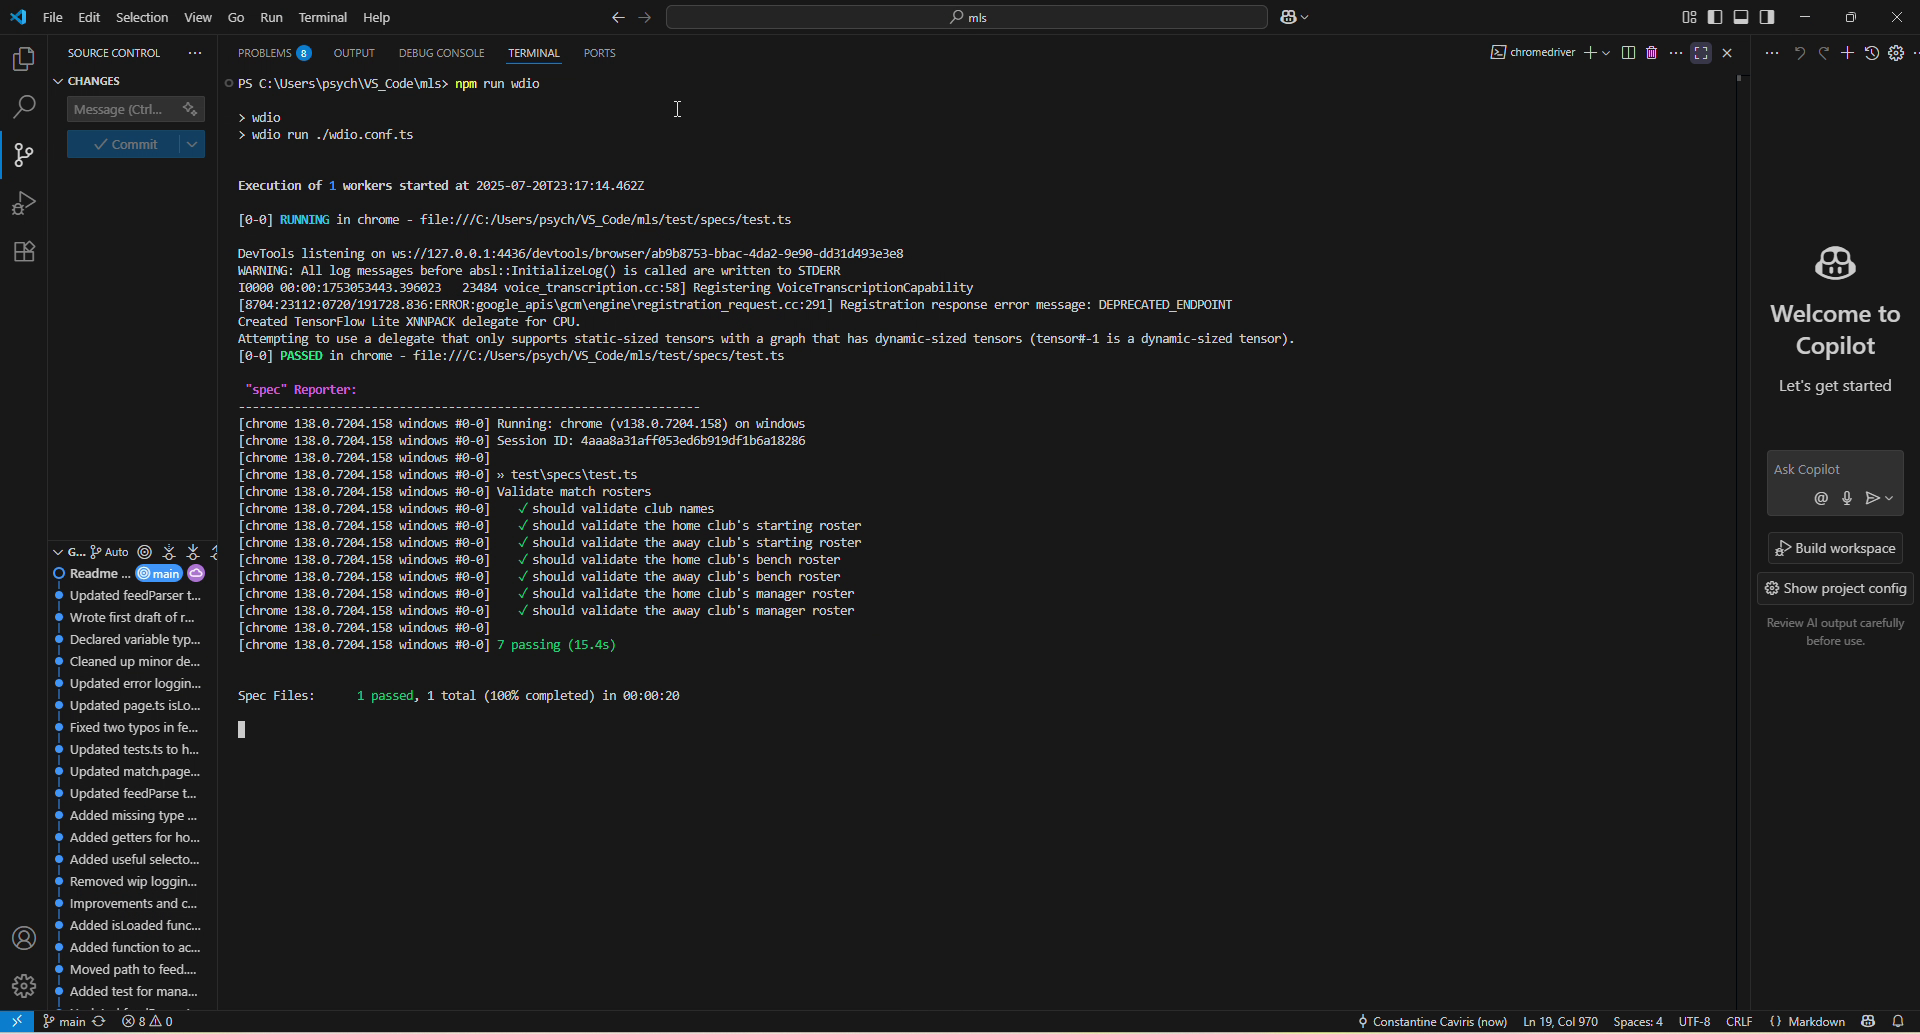 File Edit Selection View Go Run Terminal Help
mls
SOURCE CONTROL
CHANGES
Message (Ctrl...
Commit
G... Auto
Readme ... main
Updated feedParser t...
Wrote first draft of r...
Declared variable typ...
Cleaned up minor de...
Updated error loggin...
Updated page.ts isLo...
Fixed two typos in fe...
Updated tests.ts to h...
Updated match.page...
Updated feedParse t...
Added missing type ...
Added getters for ho...
Added useful selecto...
Removed wip loggin...
Improvements and c...
Added isLoaded func...
Added function to ac...
Moved path to feed....
Added test for mana...
PROBLEMS 8 OUTPUT DEBUG CONSOLE TERMINAL PORTS
chromedriver
PS C:\Users\psych\VS_Code\mls> npm run wdio
> wdio
> wdio run ./wdio.conf.ts
Execution of 1 workers started at 2025-07-20T23:17:14.462Z
[0-0] RUNNING in chrome - file:///C:/Users/psych/VS_Code/mls/test/specs/test.ts
DevTools listening on ws://127.0.0.1:4436/devtools/browser/ab9b8753-bbac-4da2-9e90-dd31d493e3e8
WARNING: All log messages before absl::InitializeLog() is called are written to STDERR
I0000 00:00:1753053443.396023   23484 voice_transcription.cc:58] Registering VoiceTranscriptionCapability
[8704:23112:0720/191728.836:ERROR:google_apis\gcm\engine\registration_request.cc:291] Registration response error message: DEPRECATED_ENDPOINT
Created TensorFlow Lite XNNPACK delegate for CPU.
Attempting to use a delegate that only supports static-sized tensors with a graph that has dynamic-sized tensors (tensor#-1 is a dynamic-sized tensor).
[0-0] PASSED in chrome - file:///C:/Users/psych/VS_Code/mls/test/specs/test.ts
"spec" Reporter:
------------------------------------------------------------------
[chrome 138.0.7204.158 windows #0-0] Running: chrome (v138.0.7204.158) on windows
[chrome 138.0.7204.158 windows #0-0] Session ID: 4aaa8a31aff053ed6b919df1b6a18286
[chrome 138.0.7204.158 windows #0-0]
[chrome 138.0.7204.158 windows #0-0] » test\specs\test.ts
[chrome 138.0.7204.158 windows #0-0] Validate match rosters
[chrome 138.0.7204.158 windows #0-0]    ✓ should validate club names
[chrome 138.0.7204.158 windows #0-0]    ✓ should validate the home club's starting roster
[chrome 138.0.7204.158 windows #0-0]    ✓ should validate the away club's starting roster
[chrome 138.0.7204.158 windows #0-0]    ✓ should validate the home club's bench roster
[chrome 138.0.7204.158 windows #0-0]    ✓ should validate the away club's bench roster
[chrome 138.0.7204.158 windows #0-0]    ✓ should validate the home club's manager roster
[chrome 138.0.7204.158 windows #0-0]    ✓ should validate the away club's manager roster
[chrome 138.0.7204.158 windows #0-0]
[chrome 138.0.7204.158 windows #0-0] 7 passing (15.4s)
Spec Files:      1 passed, 1 total (100% completed) in 00:00:20
Welcome to
Copilot
Let's get started
Ask Copilot
@
Build workspace
Show project config
Review AI output carefully
before use.
main 8 0
Constantine Caviris (now) Ln 19, Col 970 Spaces: 4 UTF-8 CRLF {} Markdown